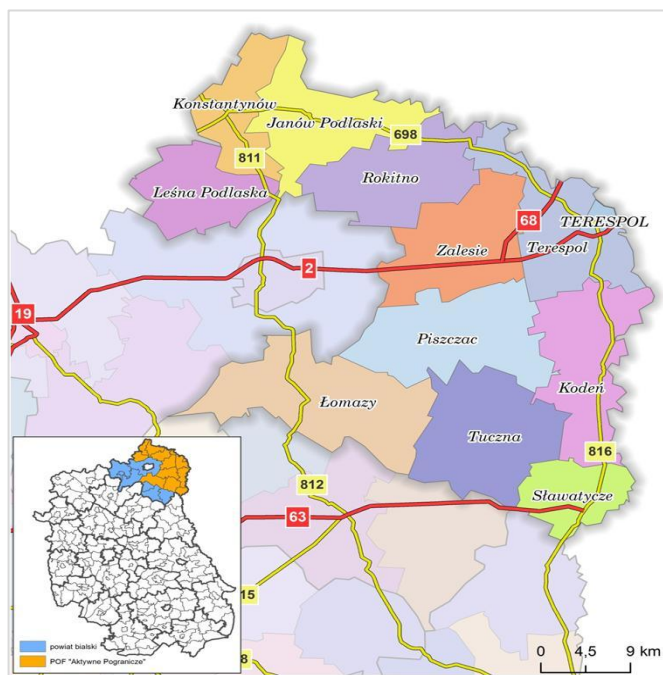 Konstantynów
Janów Podlaski
698
811
Leśna Podlaska
Rokitno
68
TERESPOL
Zalesie
Terespol
2
19
Piszczac
Kodeń
Łomazy
Tuczna
816
812
Sławatycze
63
15
8
powiat bialski
POF "Aktywne Pogranicze"
0 4,5 9 km